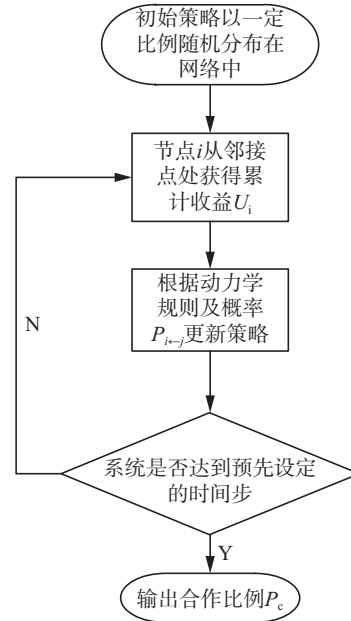 初始策略以一定
比例随机分布在
网络中
节点i从邻接
点处获得累
计收益Ui
根据动力学
规则及概率
Pi←j更新策略
N
系统是否达到预先设定
的时间步
Y
输出合作比例Pc